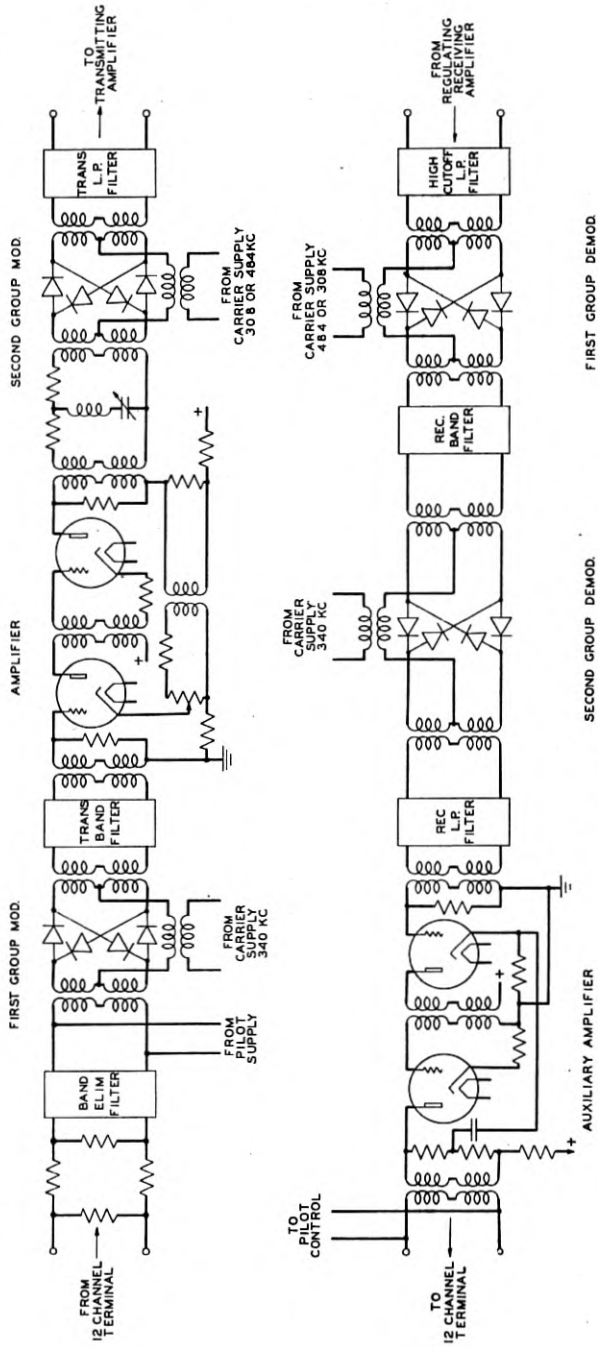 FIRST GROUP MOD.
AMPLIFIER
SECOND GROUP MOD.
FROM
12 CHANNEL
TERMINAL
BAND
ELIM
FILTER
FROM
PILOT
SUPPLY
FROM
CARRIER
SUPPLY
340 KC
TRANS
BAND
FILTER
+
+
FROM
CARRIER SUPPLY
308 OR 484KC
TRANS
L.P.
FILTER
TO
TRANSMITTING
AMPLIFIER
TO
12 CHANNEL
TERMINAL
TO
PILOT
CONTROL
+
+
REC
L.P.
FILTER
FROM
CARRIER
SUPPLY
340 KC
REC.
BAND
FILTER
FROM
CARRIER SUPPLY
484 OR 308KC
HIGH
CUTOFF
L.P.
FILTER
FROM
REGULATING
RECEIVING
AMPLIFIER
AUXILIARY AMPLIFIER
SECOND GROUP DEMOD.
FIRST GROUP DEMOD.